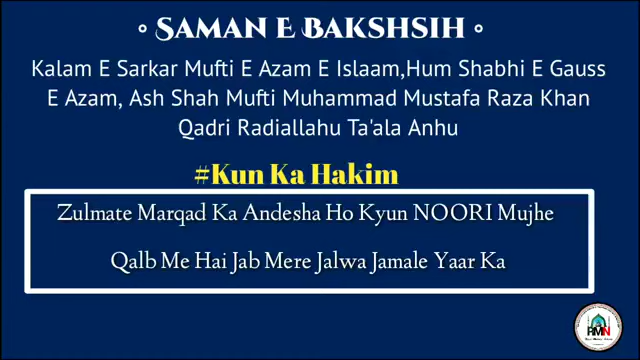 ◦ SAMAN E BAKSHSIH ◦
Kalam E Sarkar Mufti E Azam E Islaam,Hum Shabhi E Gauss
E Azam, Ash Shah Mufti Muhammad Mustafa Raza Khan
Qadri Radiallahu Ta'ala Anhu
#Kun Ka Hakim
Zulmate Marqad Ka Andesha Ho Kyun NOORI Mujhe
Qalb Me Hai Jab Mere Jalwa Jamale Yaar Ka
RMN